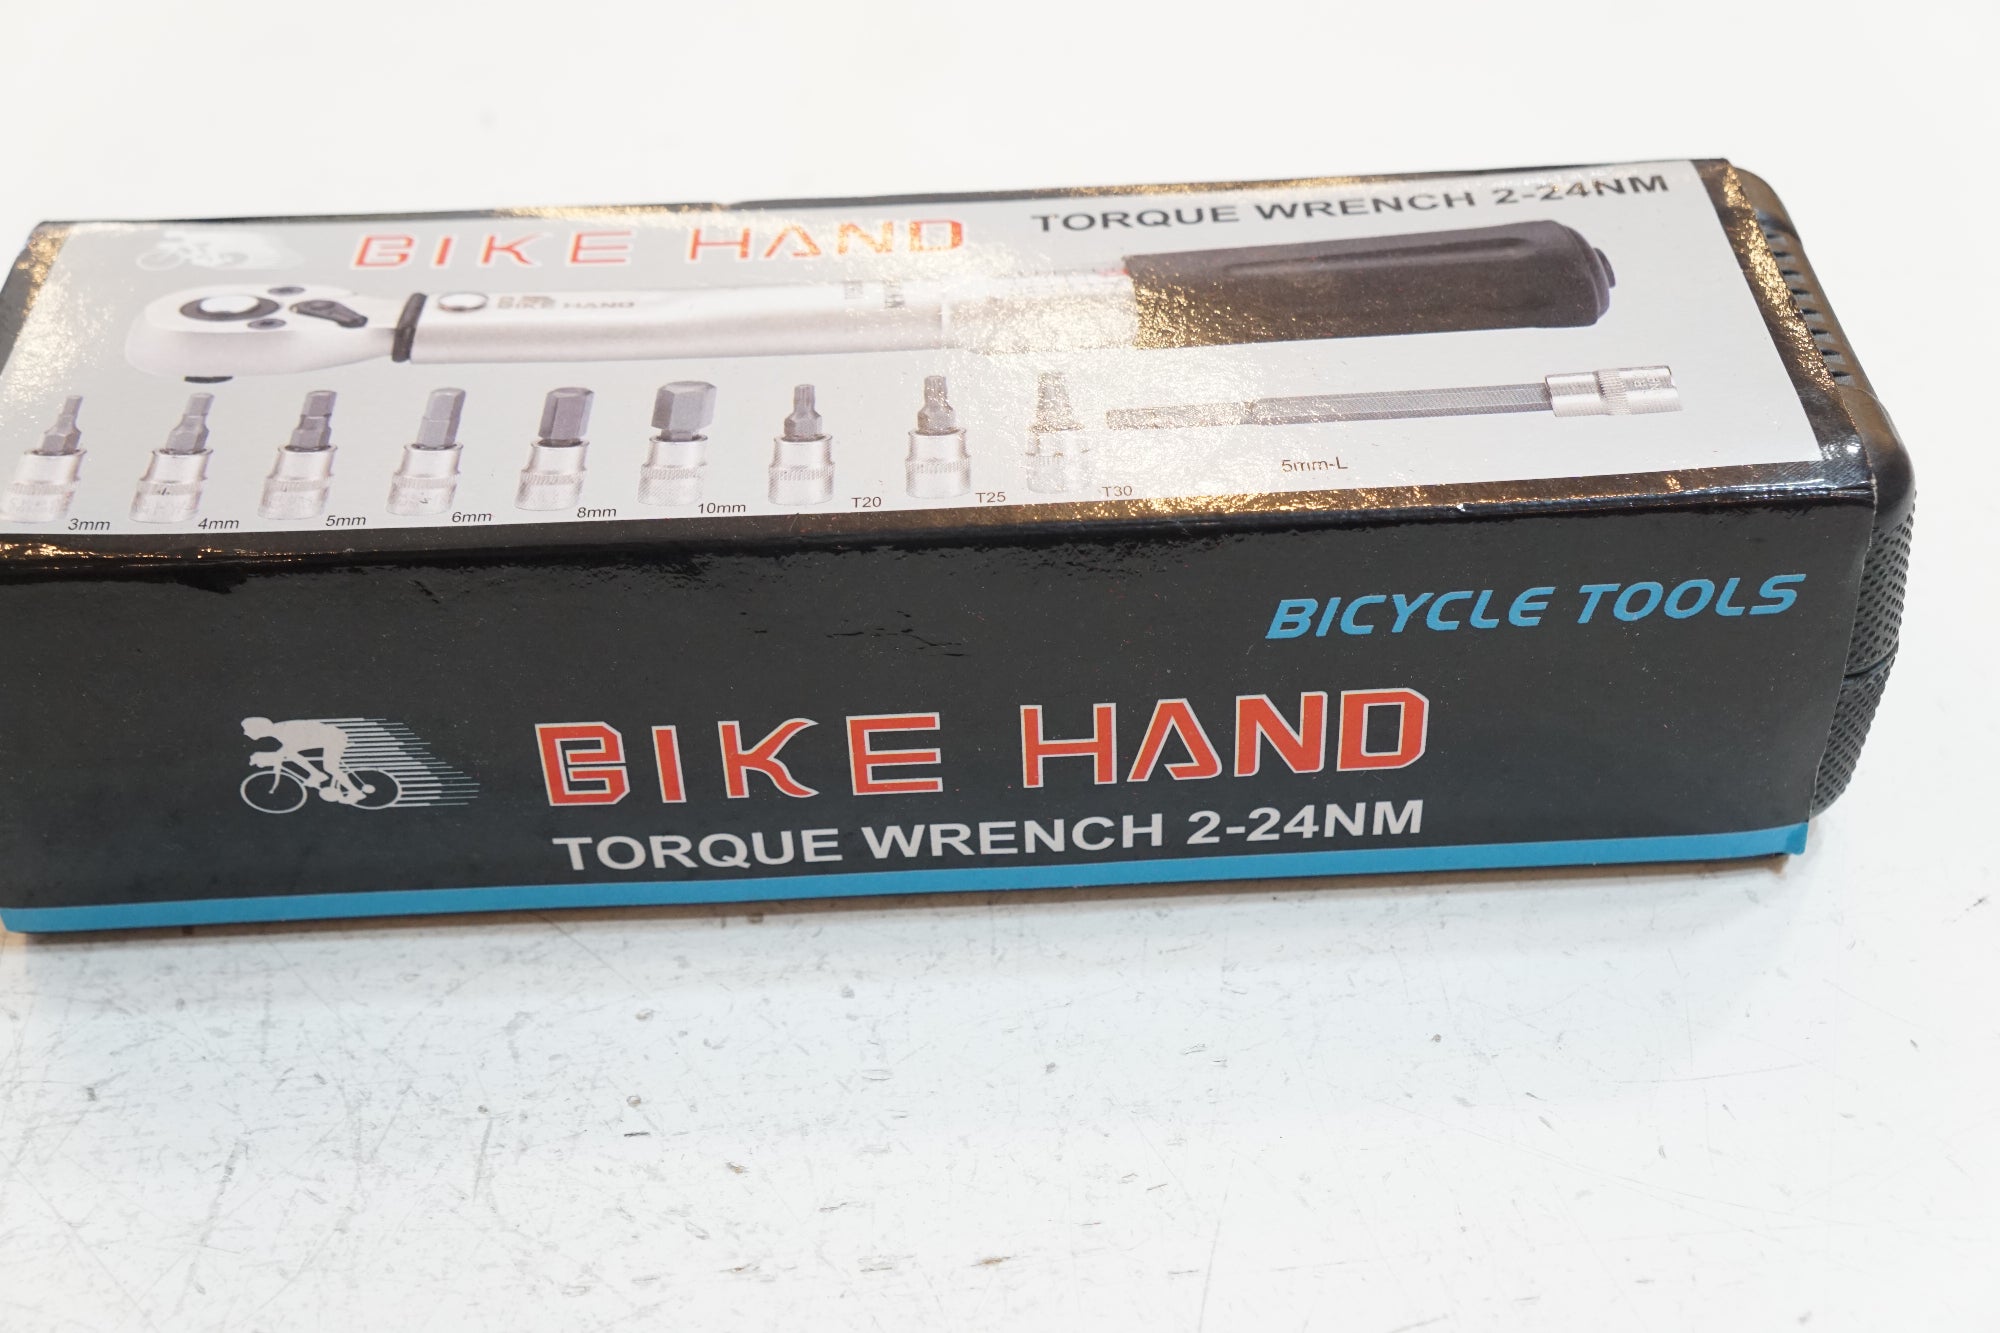 BIKE HAND
TORQUE WRENCH 2-24NM
BIKE HAND
3mm
4mm
5mm
6mm
8mm
10mm
T20
T25
T30
5mm-L
BICYCLE TOOLS
BIKE HAND
TORQUE WRENCH 2-24NM